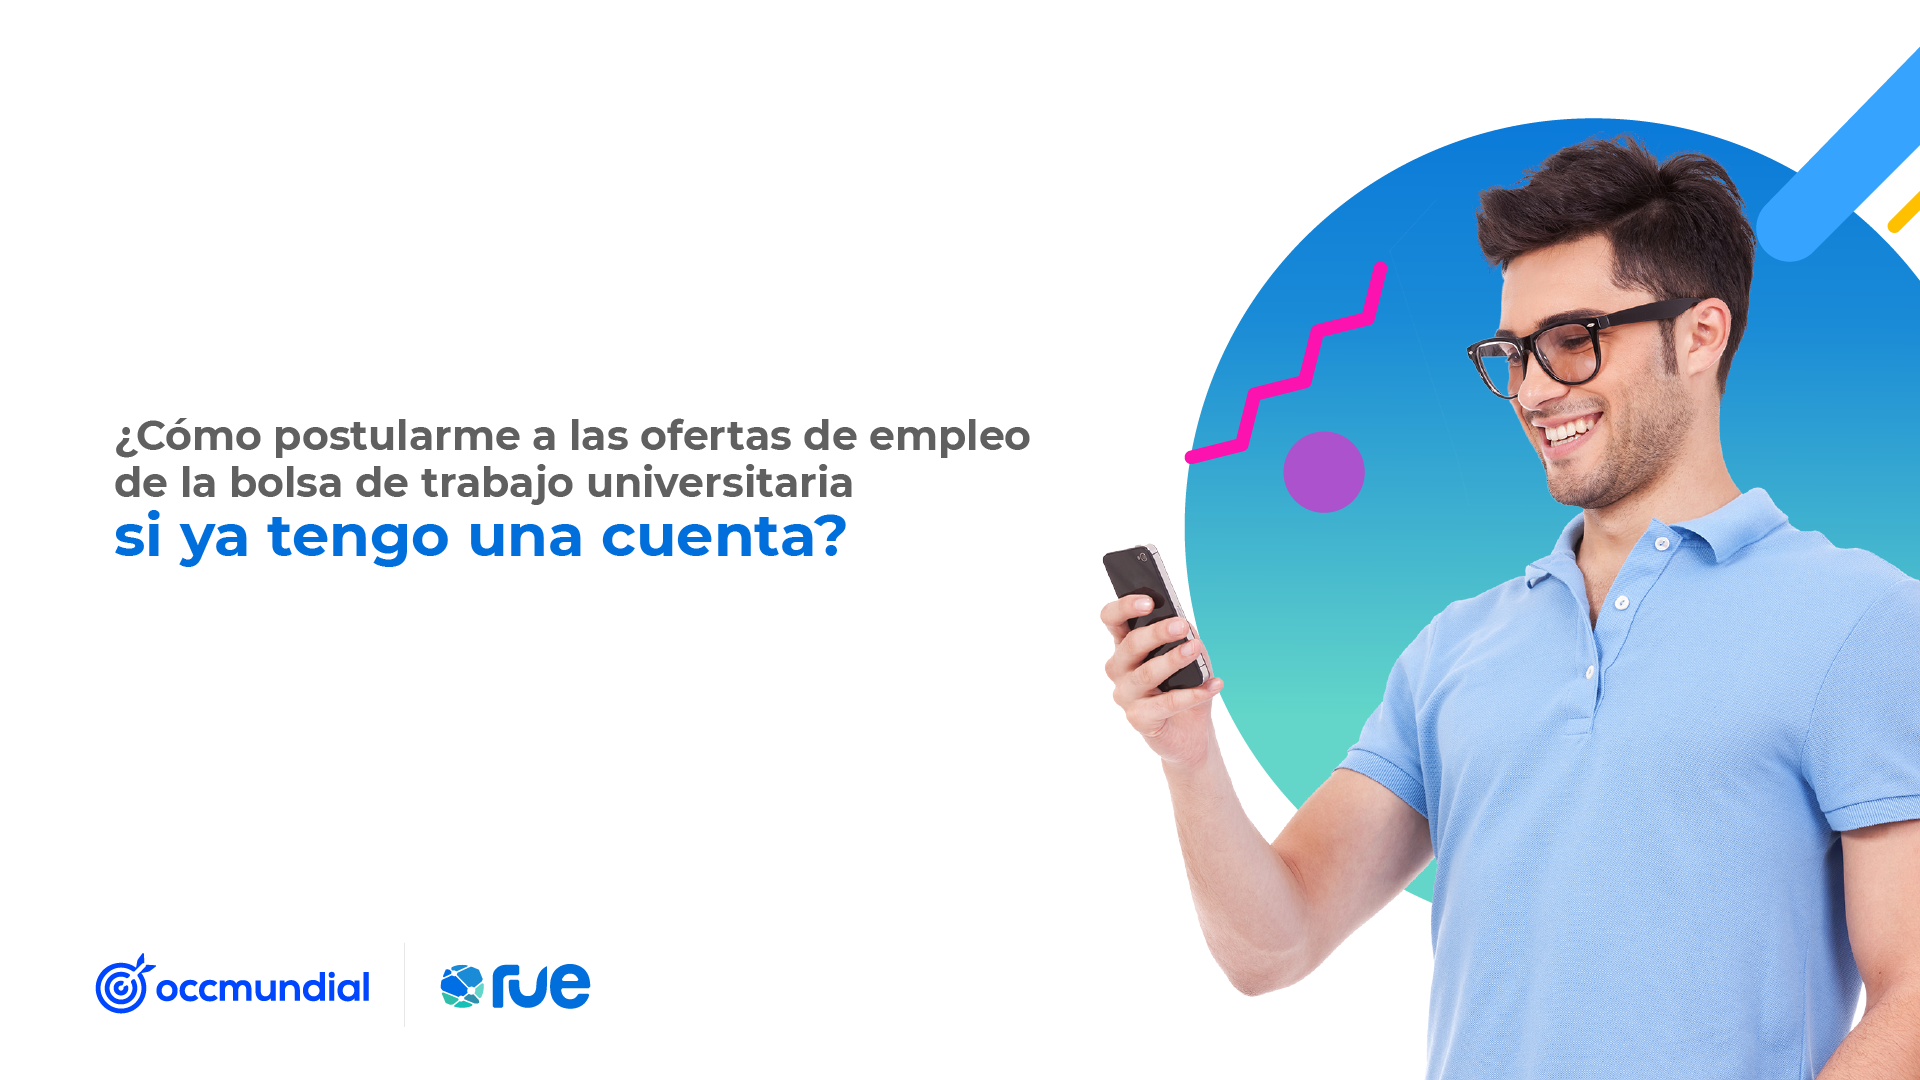 ¿Cómo postularme a las ofertas de empleo
de la bolsa de trabajo universitaria
si ya tengo una cuenta?
occmundial
rue